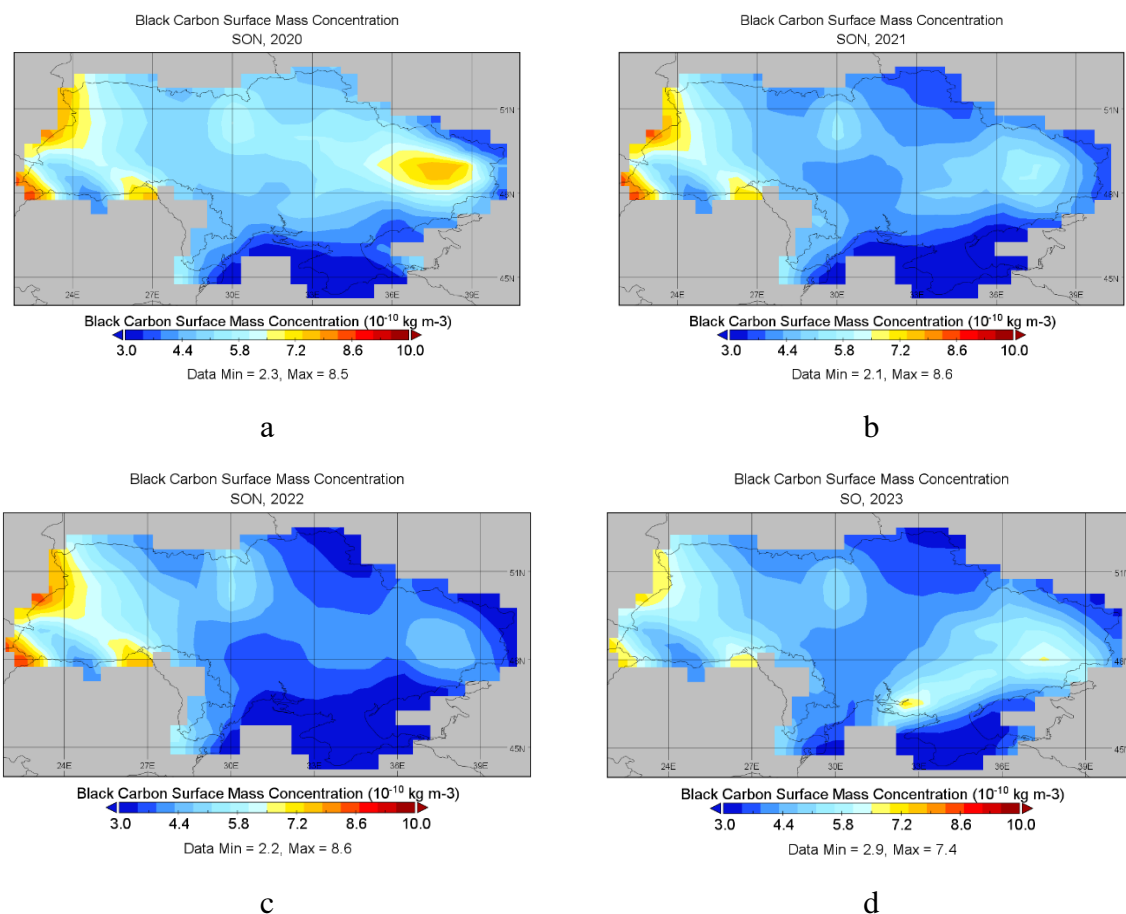 Black Carbon Surface Mass Concentration
SON, 2020
51N
48N
45N
24E 27E 30E 33E 36E 39E
Black Carbon Surface Mass Concentration (10-10 kg m-3)
3.0 4.4 5.8 7.2 8.6 10.0
Data Min = 2.3, Max = 8.5
a
Black Carbon Surface Mass Concentration
SON, 2021
51N
48N
45N
24E 27E 30E 33E 36E 39E
Black Carbon Surface Mass Concentration (10-10 kg m-3)
3.0 4.4 5.8 7.2 8.6 10.0
Data Min = 2.1, Max = 8.6
b
Black Carbon Surface Mass Concentration
SON, 2022
51N
48N
45N
24E 27E 30E 33E 36E 39E
Black Carbon Surface Mass Concentration (10-10 kg m-3)
3.0 4.4 5.8 7.2 8.6 10.0
Data Min = 2.2, Max = 8.6
c
Black Carbon Surface Mass Concentration
SO, 2023
51N
48N
45N
24E 27E 30E 33E 36E 39E
Black Carbon Surface Mass Concentration (10-10 kg m-3)
3.0 4.4 5.8 7.2 8.6 10.0
Data Min = 2.9, Max = 7.4
d